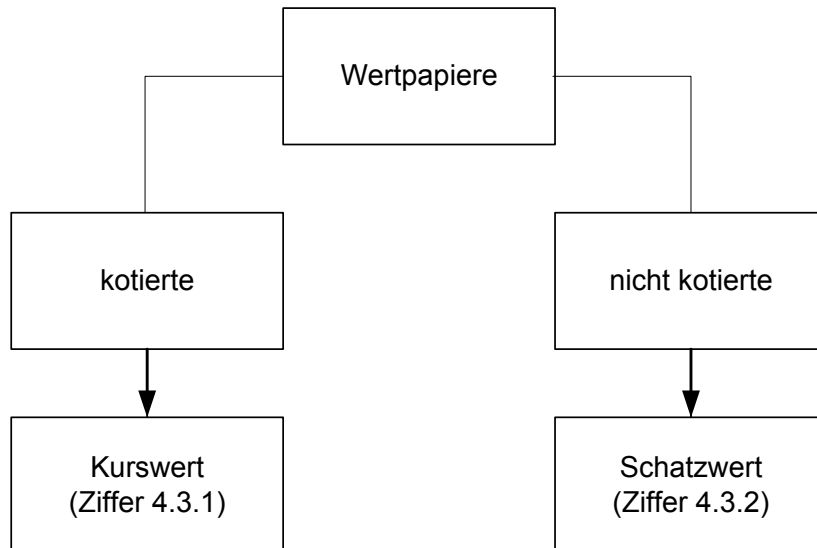 Wertpapiere
kotierte
nicht kotierte
Kurswert
(Ziffer 4.3.1)
Schatzwert
(Ziffer 4.3.2)